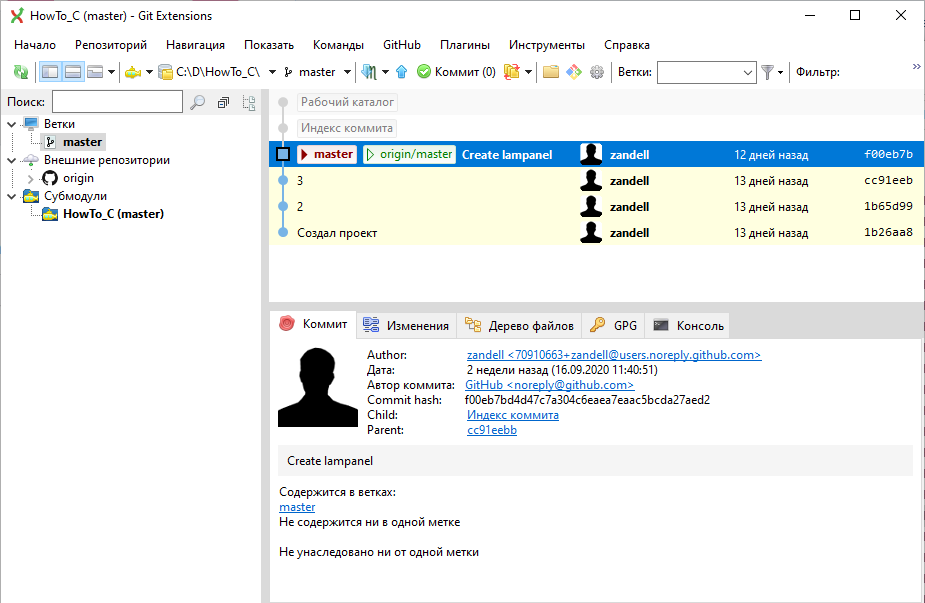 HowTo_C (master) - Git Extensions
Начало Репозиторий Навигация Показать Команды GitHub Плагины Инструменты Справка
C:\D\HowTo_C\ master Коммит (0) Ветки: Фильтр: »
Поиск:
Ветки
master
Внешние репозитории
origin
Субмодули
HowTo_C (master)
Рабочий каталог
Индекс коммита
master origin/master Create lampanel zandell 12 дней назад f00eb7b
3 zandell 13 дней назад cc91eeb
2 zandell 13 дней назад 1b65d99
Создал проект zandell 13 дней назад 1b26aa8
Коммит Изменения Дерево файлов GPG Консоль
Author: zandell <70910663+zandell@users.noreply.github.com>
Дата: 2 недели назад (16.09.2020 11:40:51)
Автор коммита: GitHub <noreply@github.com>
Commit hash: f00eb7bd4d47c7a304c6eaea7eaac5bcda27aed2
Child: Индекс коммита
Parent: cc91eebb
Create lampanel
Содержится в ветках:
master
Не содержится ни в одной метке
Не унаследовано ни от одной метки